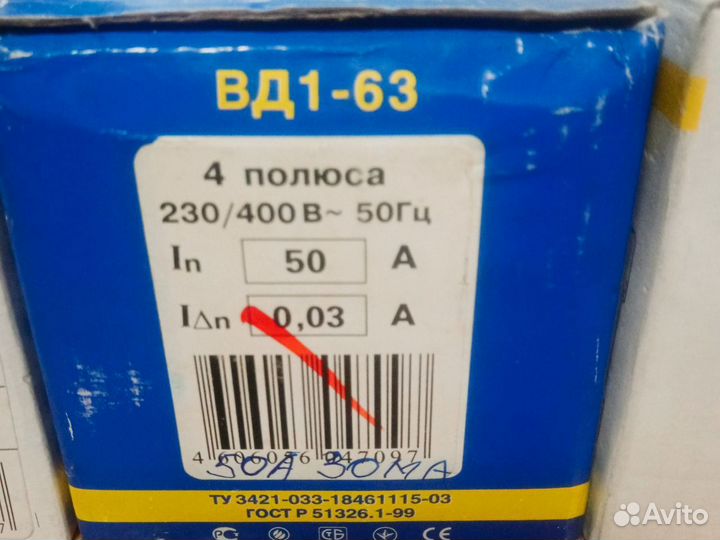 ВД1-63
4 полюса
230/400 В~ 50Гц
In 50 A
I∆n 0,03 A
50А 30МА
ТУ 3421-033-18461115-03
ГОСТ Р 51326.1-99
Avito